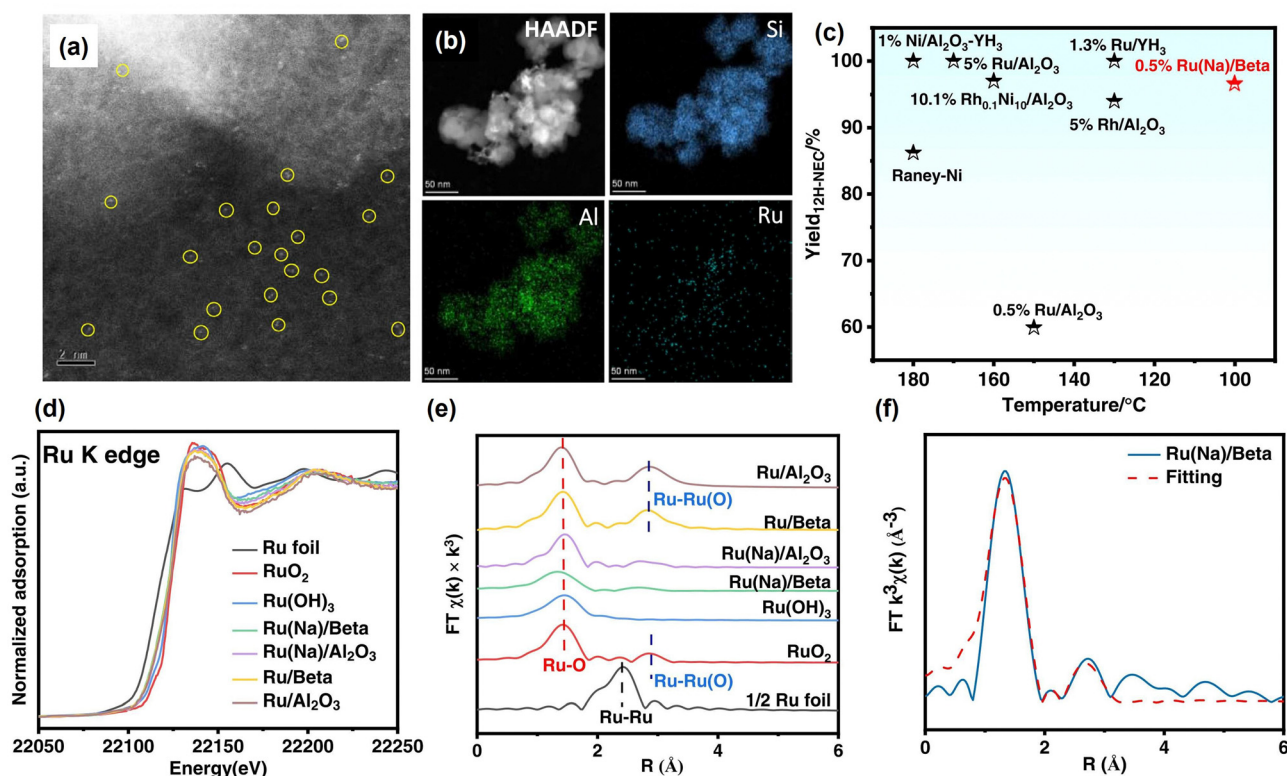 (a)
2 nm
(b)
HAADF
50 nm
Si
50 nm
Al
50 nm
Ru
50 nm
(c)
Yield12H-NEC/%
100
90
80
70
60
1% Ni/Al2O3-YH3
5% Ru/Al2O3
1.3% Ru/YH3
0.5% Ru(Na)/Beta
10.1% Rh0.1Ni10/Al2O3
5% Rh/Al2O3
Raney-Ni
0.5% Ru/Al2O3
180 160 140 120 100
Temperature/°C
(d)
Ru K edge
Normalized adsorption (a.u.)
Ru foil
RuO2
Ru(OH)3
Ru(Na)/Beta
Ru(Na)/Al2O3
Ru/Beta
Ru/Al2O3
22050 22100 22150 22200 22250
Energy(eV)
(e)
FT χ(k) × k³
Ru/Al2O3
Ru-Ru(O)
Ru/Beta
Ru(Na)/Al2O3
Ru(Na)/Beta
Ru(OH)3
RuO2
Ru-O
Ru-Ru(O)
1/2 Ru foil
Ru-Ru
0 2 4 6
R (Å)
(f)
FT k³χ(k) (Å⁻³)
Ru(Na)/Beta
Fitting
0 2 4 6
R (Å)